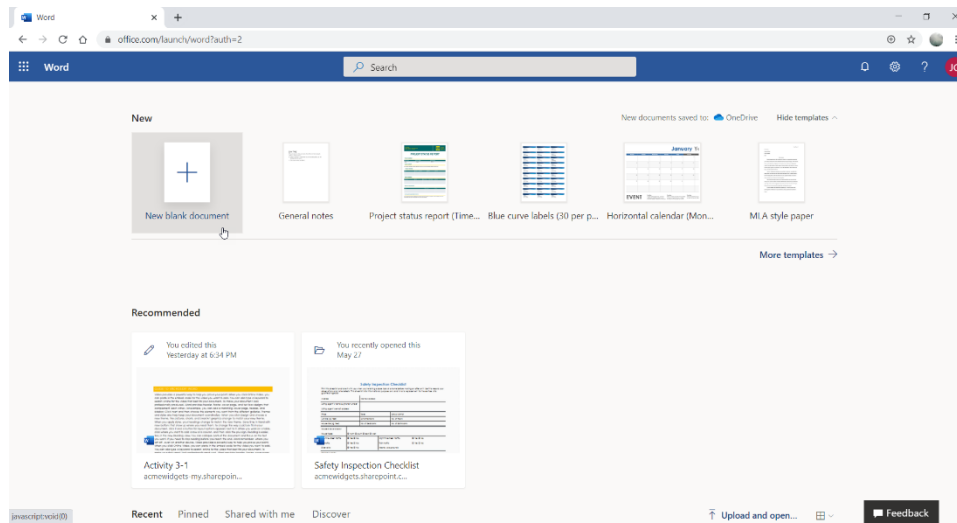 Word
office.com/launch/word?auth=2
Word
Search
JC
New
New documents saved to: OneDrive
Hide templates
New blank document
General notes
Project status report (Time...
Blue curve labels (30 per p...
Horizontal calendar (Mon...
MLA style paper
January
EVENT
More templates
Recommended
You edited this
Yesterday at 6:34 PM
You recently opened this
May 27
Safety Inspection Checklist
Activity 3-1
acmewidgets-my.sharepoin...
Safety Inspection Checklist
acmewidgets.sharepoint.c...
Recent
Pinned
Shared with me
Discover
Upload and open...
Feedback
javascript:void(0)